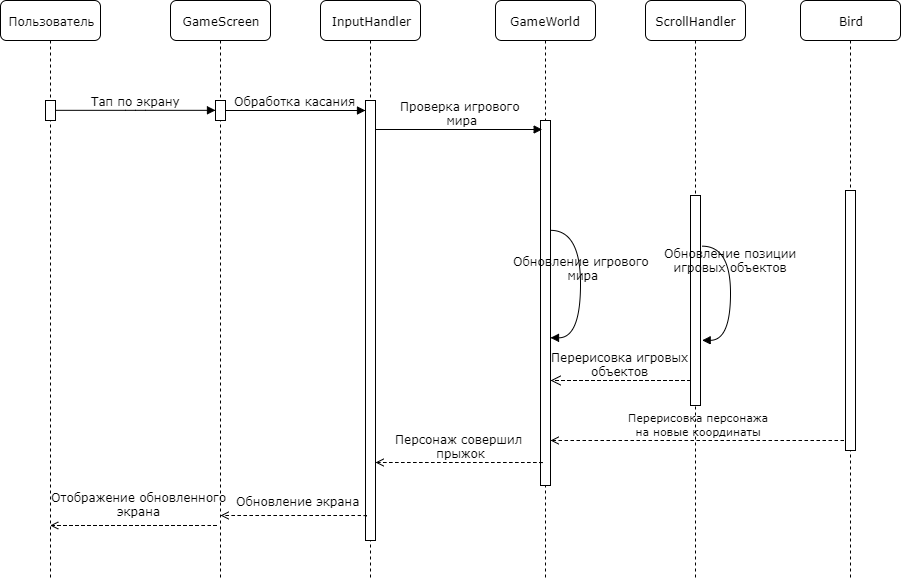 Пользователь
GameScreen
InputHandler
GameWorld
ScrollHandler
Bird
Тап по экрану
Обработка касания
Проверка игрового
мира
Обновление игрового
мира
Обновление позиции
игровых объектов
Перерисовка игровых
объектов
Перерисовка персонажа
на новые координаты
Персонаж совершил
прыжок
Обновление экрана
Отображение обновленного
экрана